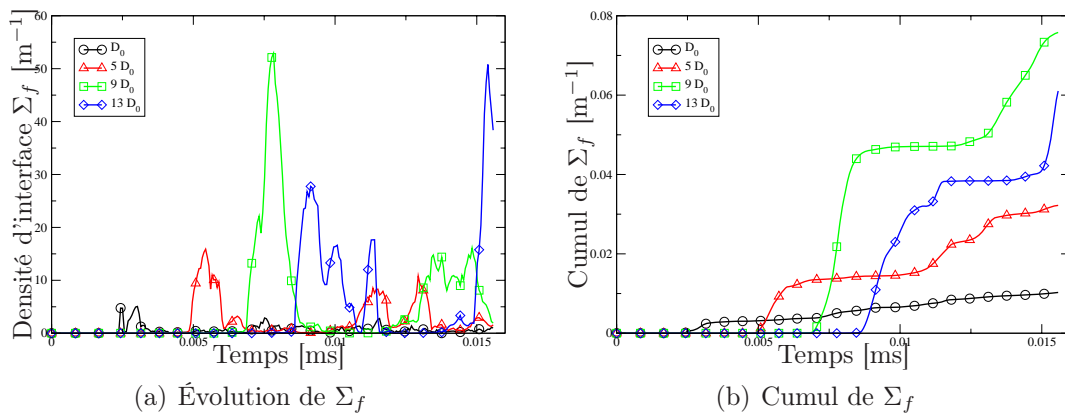 Densité d'interface Σ_f [m⁻¹]
60
50
40
30
20
10
0
D₀
5 D₀
9 D₀
13 D₀
0
0.005
0.01
0.015
Temps [ms]
(a) Évolution de Σ_f
Cumul de Σ_f [m⁻¹]
0.08
0.06
0.04
0.02
0
D₀
5 D₀
9 D₀
13 D₀
0
0.005
0.01
0.015
Temps [ms]
(b) Cumul de Σ_f